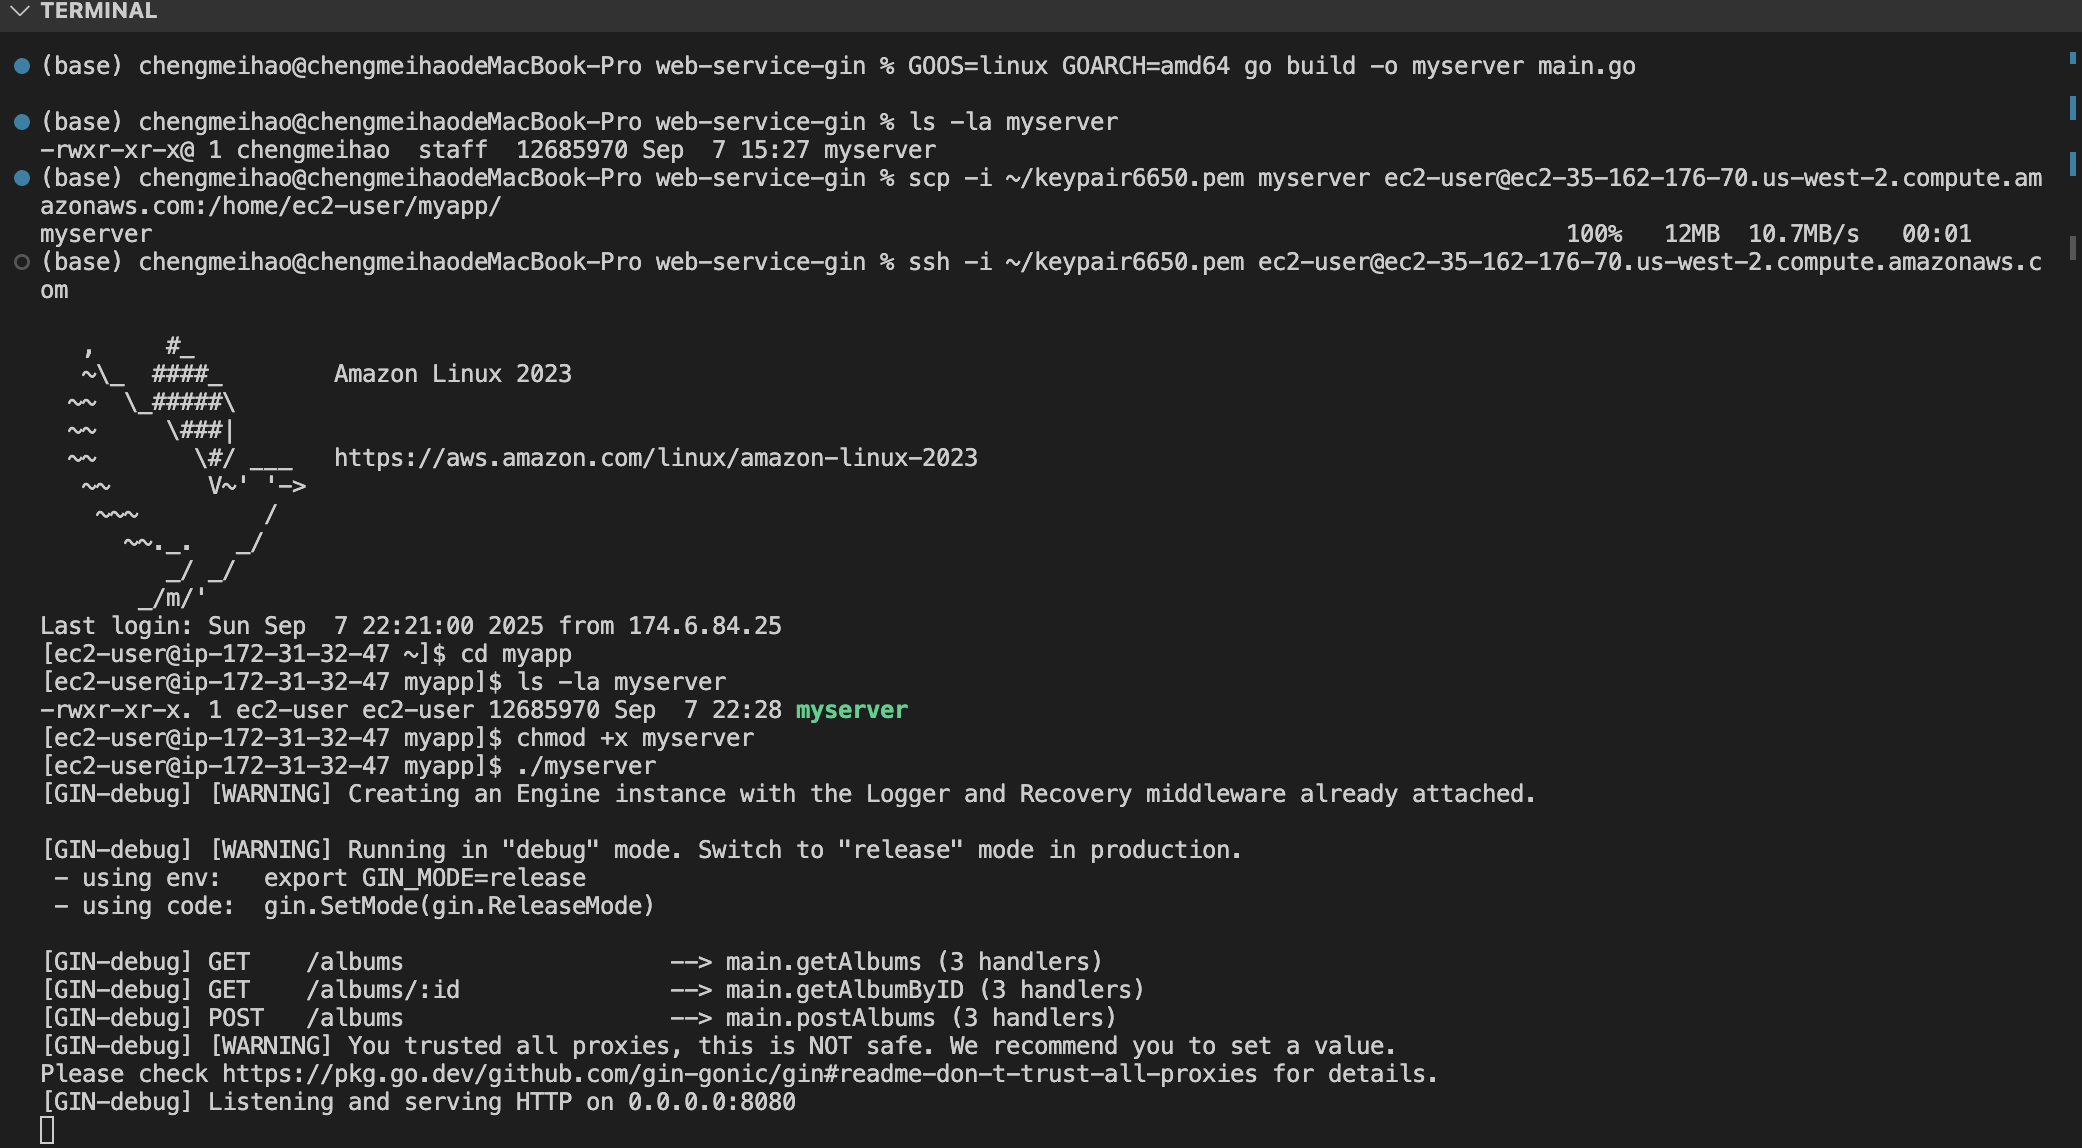 TERMINAL
(base) chengmeihao@chengmeihaodeMacBook-Pro web-service-gin % GOOS=linux GOARCH=amd64 go build -o myserver main.go
(base) chengmeihao@chengmeihaodeMacBook-Pro web-service-gin % ls -la myserver
-rwxr-xr-x@ 1 chengmeihao  staff  12685970 Sep  7 15:27 myserver
(base) chengmeihao@chengmeihaodeMacBook-Pro web-service-gin % scp -i ~/keypair6650.pem myserver ec2-user@ec2-35-162-176-70.us-west-2.compute.am
azonaws.com:/home/ec2-user/myapp/
myserver                                      100%   12MB  10.7MB/s   00:01
(base) chengmeihao@chengmeihaodeMacBook-Pro web-service-gin % ssh -i ~/keypair6650.pem ec2-user@ec2-35-162-176-70.us-west-2.compute.amazonaws.c
om
   ,     #_
   ~\_  ####_        Amazon Linux 2023
  ~~  \_#####\
  ~~     \###|
  ~~       \#/ ___   https://aws.amazon.com/linux/amazon-linux-2023
   ~~       V~' '->
    ~~~         /
      ~~._.   _/
         _/ _/
       _/m/'
Last login: Sun Sep  7 22:21:00 2025 from 174.6.84.25
[ec2-user@ip-172-31-32-47 ~]$ cd myapp
[ec2-user@ip-172-31-32-47 myapp]$ ls -la myserver
-rwxr-xr-x. 1 ec2-user ec2-user 12685970 Sep  7 22:28 myserver
[ec2-user@ip-172-31-32-47 myapp]$ chmod +x myserver
[ec2-user@ip-172-31-32-47 myapp]$ ./myserver
[GIN-debug] [WARNING] Creating an Engine instance with the Logger and Recovery middleware already attached.
[GIN-debug] [WARNING] Running in "debug" mode. Switch to "release" mode in production.
 - using env:   export GIN_MODE=release
 - using code:  gin.SetMode(gin.ReleaseMode)
[GIN-debug] GET    /albums                   --> main.getAlbums (3 handlers)
[GIN-debug] GET    /albums/:id               --> main.getAlbumByID (3 handlers)
[GIN-debug] POST   /albums                   --> main.postAlbums (3 handlers)
[GIN-debug] [WARNING] You trusted all proxies, this is NOT safe. We recommend you to set a value.
Please check https://pkg.go.dev/github.com/gin-gonic/gin#readme-don-t-trust-all-proxies for details.
[GIN-debug] Listening and serving HTTP on 0.0.0.0:8080